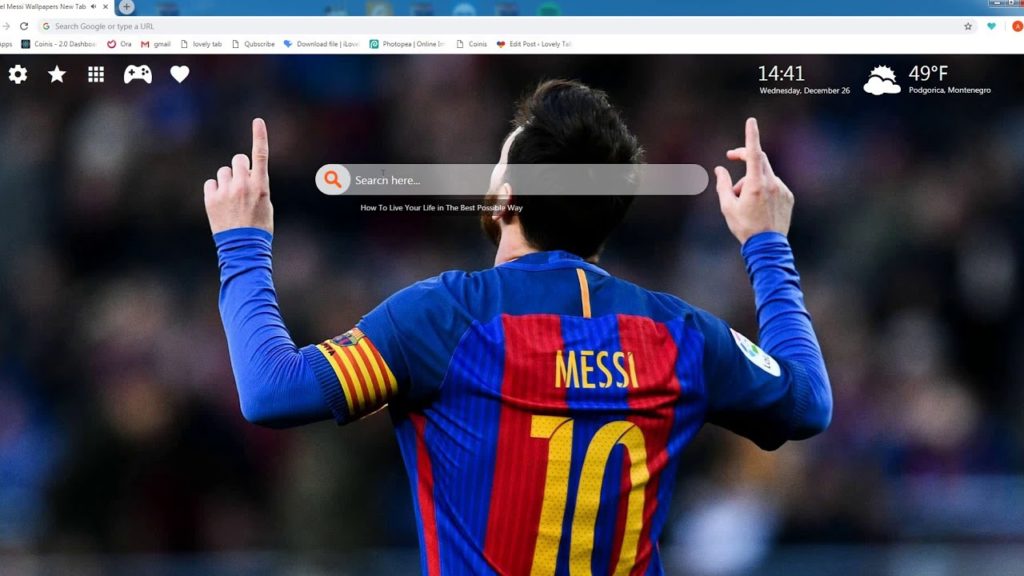 el Messi Wallpapers New Tab
Search Google or type a URL
apps
Coinis - 2.0 Dashboa
Ora
gmail
lovely tab
Qubscribe
Download file | iLove
Photopea | Online Im
Coinis
Edit Post ‹ Lovely Tal
14:41
Wednesday, December 26
49°F
Podgorica, Montenegro
Search here...
How To Live Your Life in The Best Possible Way
MESSI
10